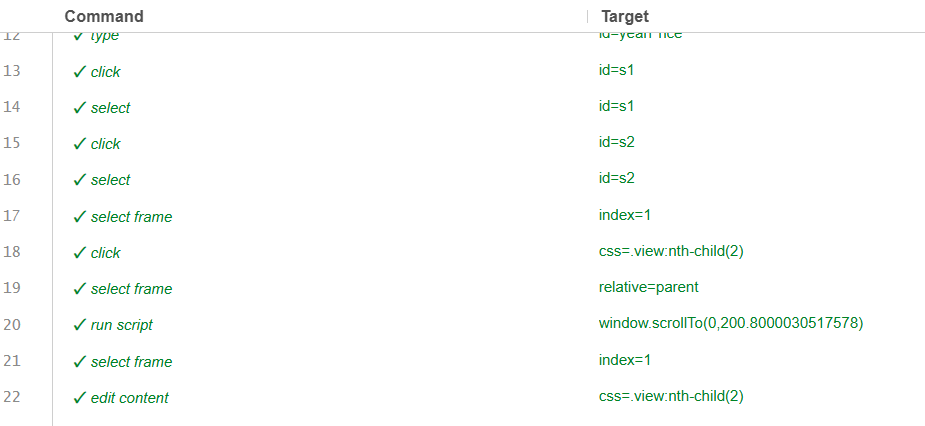 Command Target
12 ✓ type
13 ✓ click id=s1
14 ✓ select id=s1
15 ✓ click id=s2
16 ✓ select id=s2
17 ✓ select frame index=1
18 ✓ click css=.view:nth-child(2)
19 ✓ select frame relative=parent
20 ✓ run script window.scrollTo(0,200.8000030517578)
21 ✓ select frame index=1
22 ✓ edit content css=.view:nth-child(2)